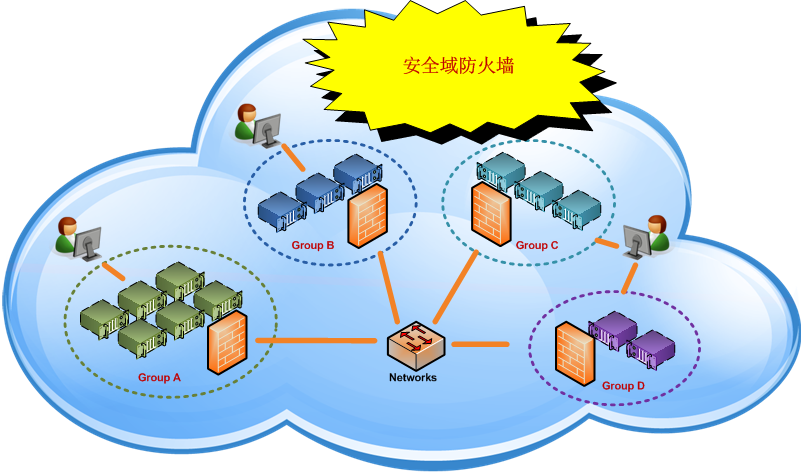 安全域防火墙
Group B
Group C
Group A
Networks
Group D